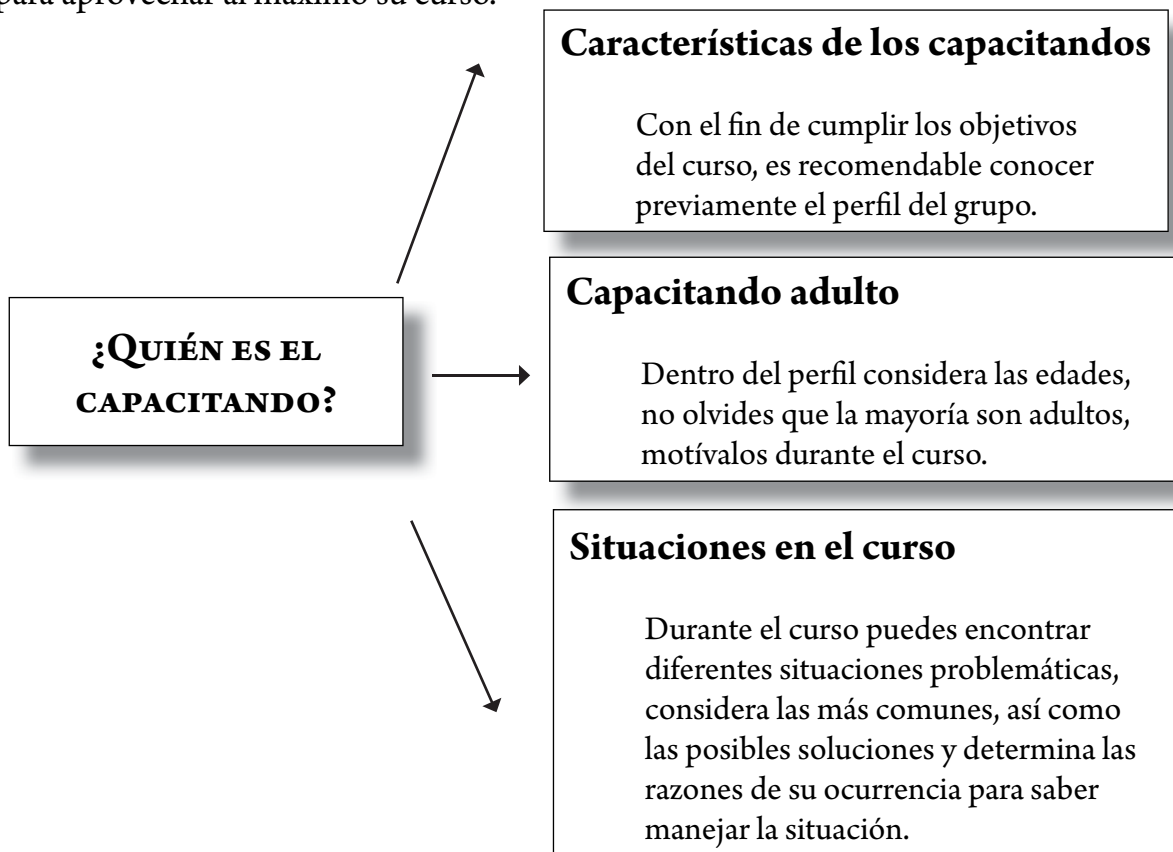 para aprovechar al máximo su curso.
Características de los capacitandos
Con el fin de cumplir los objetivos
del curso, es recomendable conocer
previamente el perfil del grupo.
¿Quién es el
capacitando?
Capacitando adulto
Dentro del perfil considera las edades,
no olvides que la mayoría son adultos,
motívalos durante el curso.
Situaciones en el curso
Durante el curso puedes encontrar
diferentes situaciones problemáticas,
considera las más comunes, así como
las posibles soluciones y determina las
razones de su ocurrencia para saber
manejar la situación.